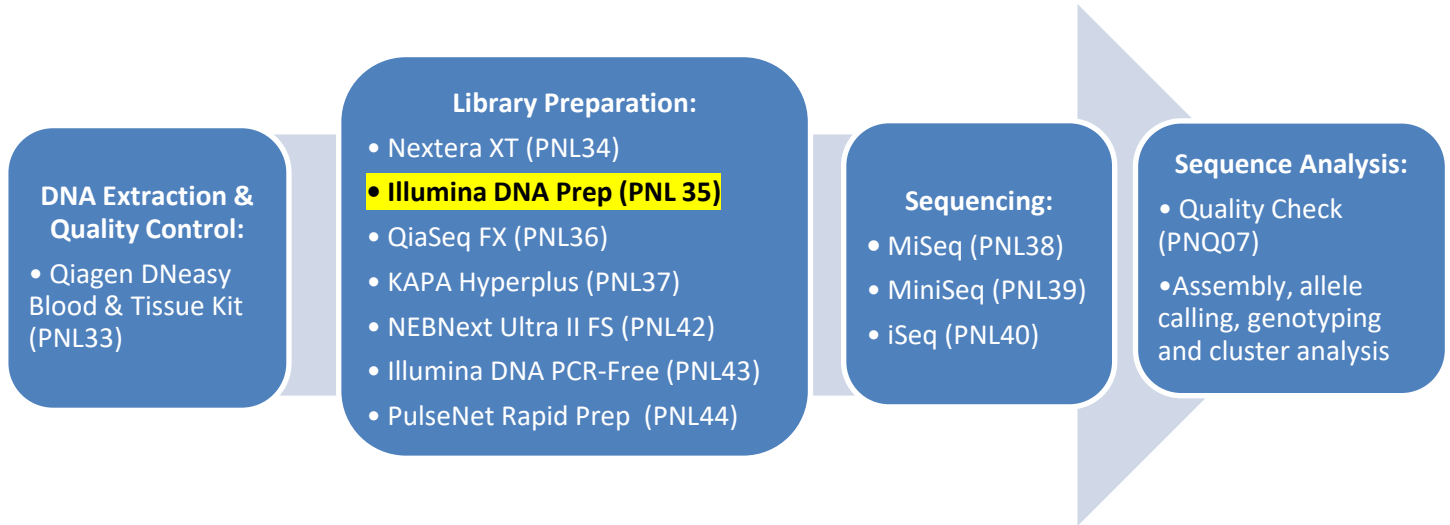 DNA Extraction &
Quality Control:
• Qiagen DNeasy
Blood & Tissue Kit
(PNL33)
Library Preparation:
• Nextera XT (PNL34)
• Illumina DNA Prep (PNL 35)
• QiaSeq FX (PNL36)
• KAPA Hyperplus (PNL37)
• NEBNext Ultra II FS (PNL42)
• Illumina DNA PCR-Free (PNL43)
• PulseNet Rapid Prep  (PNL44)
Sequencing:
• MiSeq (PNL38)
• MiniSeq (PNL39)
• iSeq (PNL40)
Sequence Analysis:
• Quality Check
(PNQ07)
•Assembly, allele
calling, genotyping
and cluster analysis